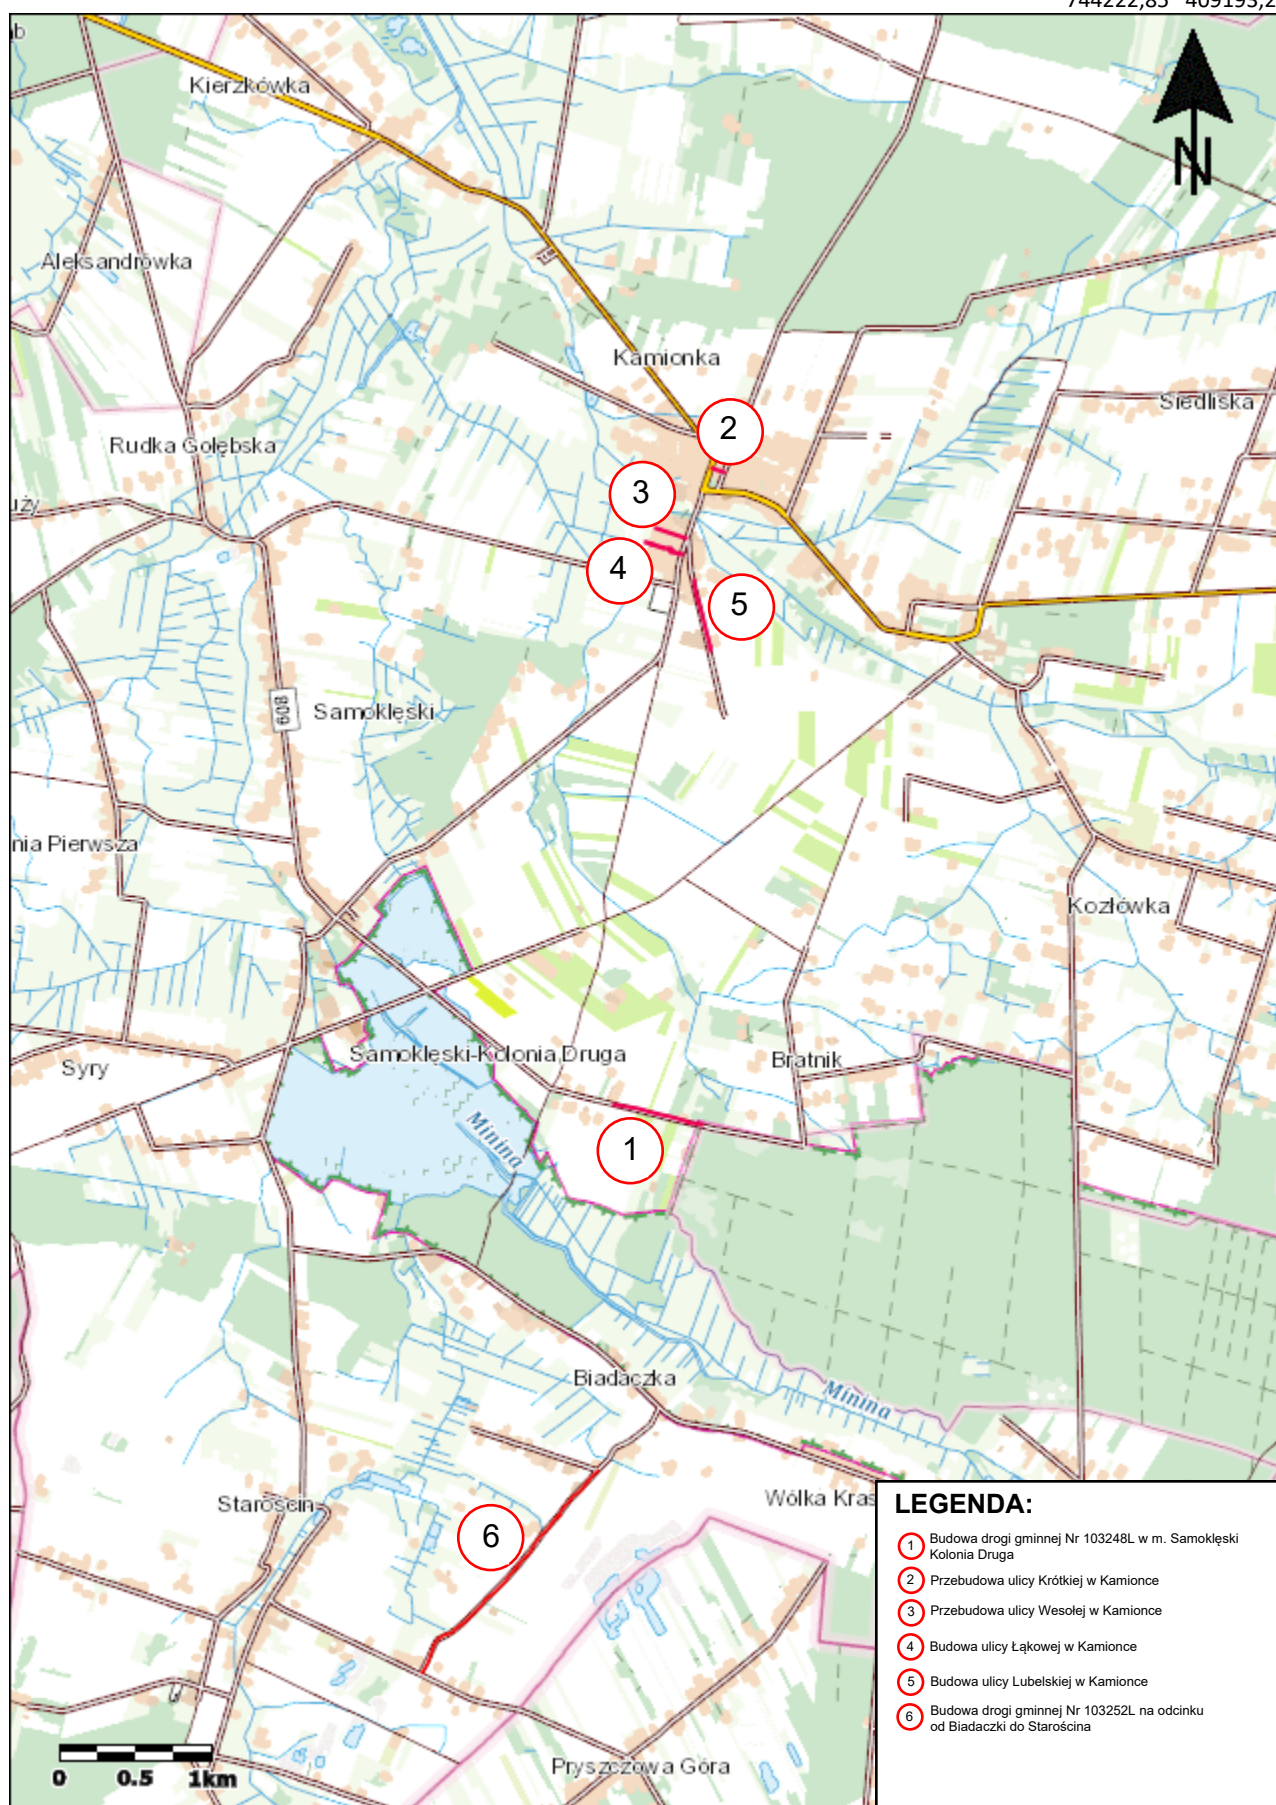 744222,85 409193,2
Kierzkówka
N
Aleksandrówka
Kamionka
Siedliska
2
Rudka Gołębska
3
4
5
608
Samoklęski
nia Pierwsza
Kozłówka
Samoklęski-Kolonia Druga
Bratnik
Syry
Minina
1
Biadaczka
Minina
Starościn
6
Wólka Kras
LEGENDA:
1 Budowa drogi gminnej Nr 103248L w m. Samoklęski
Kolonia Druga
2 Przebudowa ulicy Krótkiej w Kamionce
3 Przebudowa ulicy Wesołej w Kamionce
4 Budowa ulicy Łąkowej w Kamionce
5 Budowa ulicy Lubelskiej w Kamionce
6 Budowa drogi gminnej Nr 103252L na odcinku
od Biadaczki do Starościna
Pryszczowa Góra
0 0.5 1km